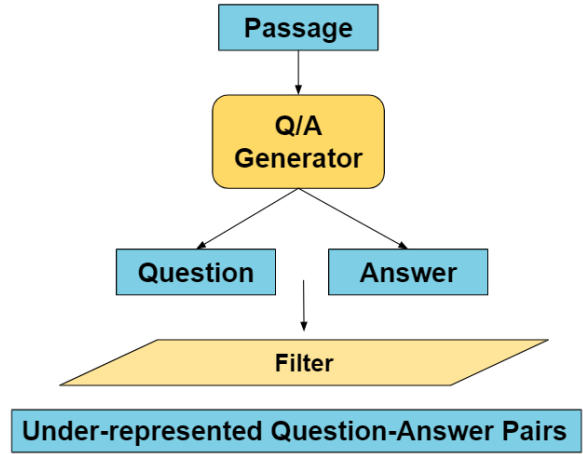 Passage
Q/A
Generator
Question
Answer
Filter
Under-represented Question-Answer Pairs